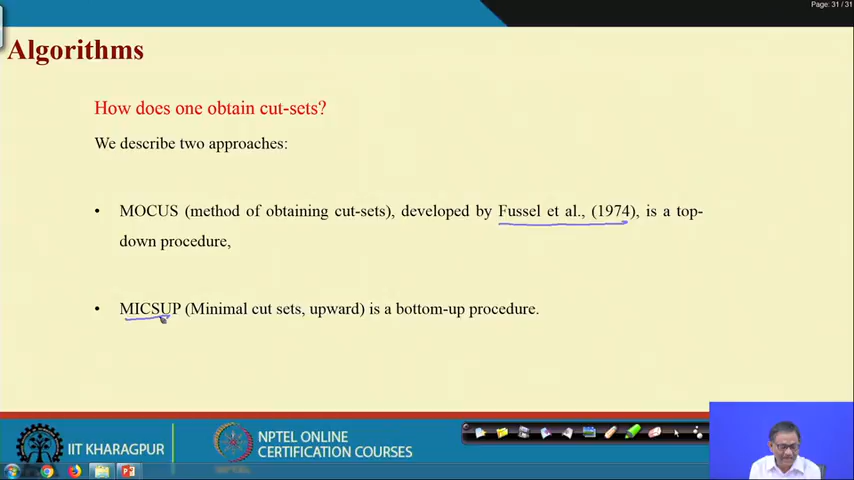 Page: 31 / 31
Algorithms
How does one obtain cut-sets?
We describe two approaches:
• MOCUS (method of obtaining cut-sets), developed by Fussel et al., (1974), is a top-
down procedure,
• MICSUP (Minimal cut sets, upward) is a bottom-up procedure.
IIT KHARAGPUR
NPTEL ONLINE
CERTIFICATION COURSES